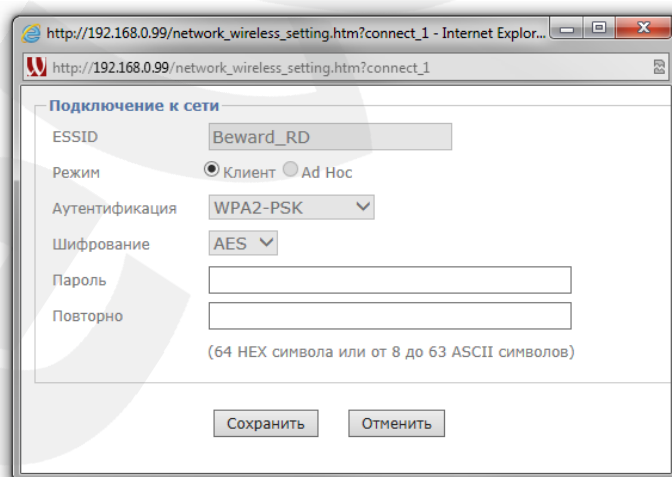 http://192.168.0.99/network_wireless_setting.htm?connect_1 - Internet Explor...
http://192.168.0.99/network_wireless_setting.htm?connect_1
Подключение к сети
ESSID Beward_RD
Режим Клиент Ad Hoc
Аутентификация WPA2-PSK
Шифрование AES
Пароль
Повторно
(64 HEX символа или от 8 до 63 ASCII символов)
Сохранить Отменить